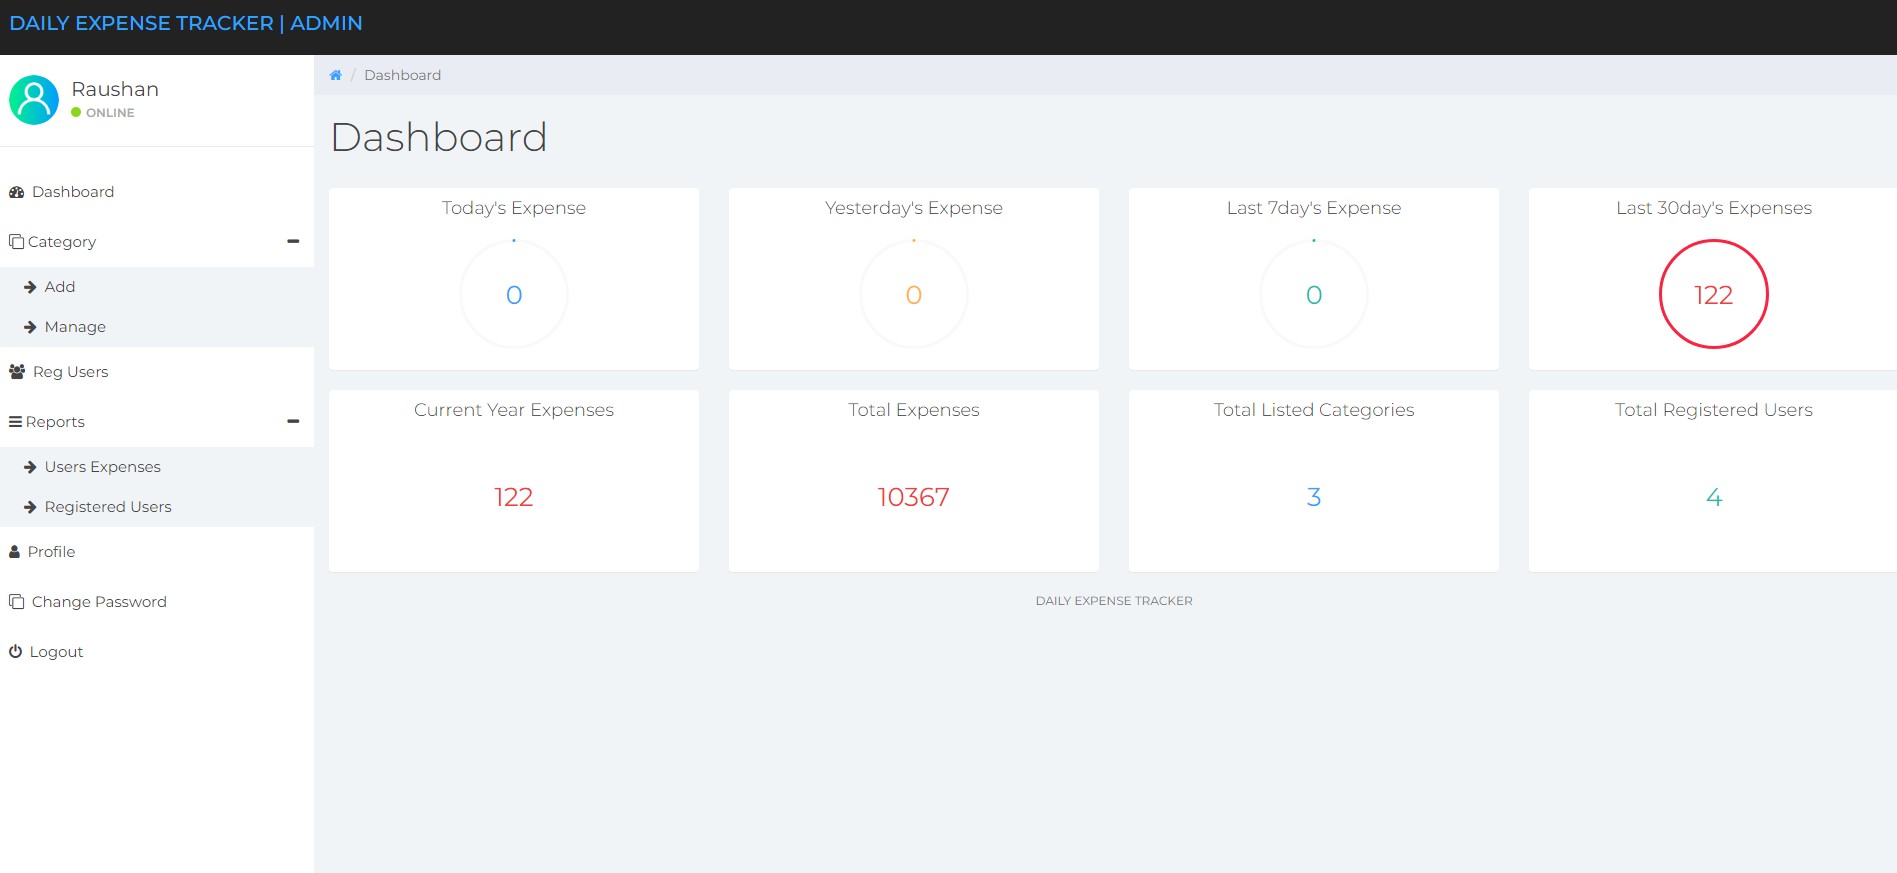 DAILY EXPENSE TRACKER | ADMIN
Raushan
ONLINE
Dashboard
Category
Add
Manage
Reg Users
Reports
Users Expenses
Registered Users
Profile
Change Password
Logout
/ Dashboard
Dashboard
Today's Expense
0
Yesterday's Expense
0
Last 7day's Expense
0
Last 30day's Expenses
122
Current Year Expenses
122
Total Expenses
10367
Total Listed Categories
3
Total Registered Users
4
DAILY EXPENSE TRACKER